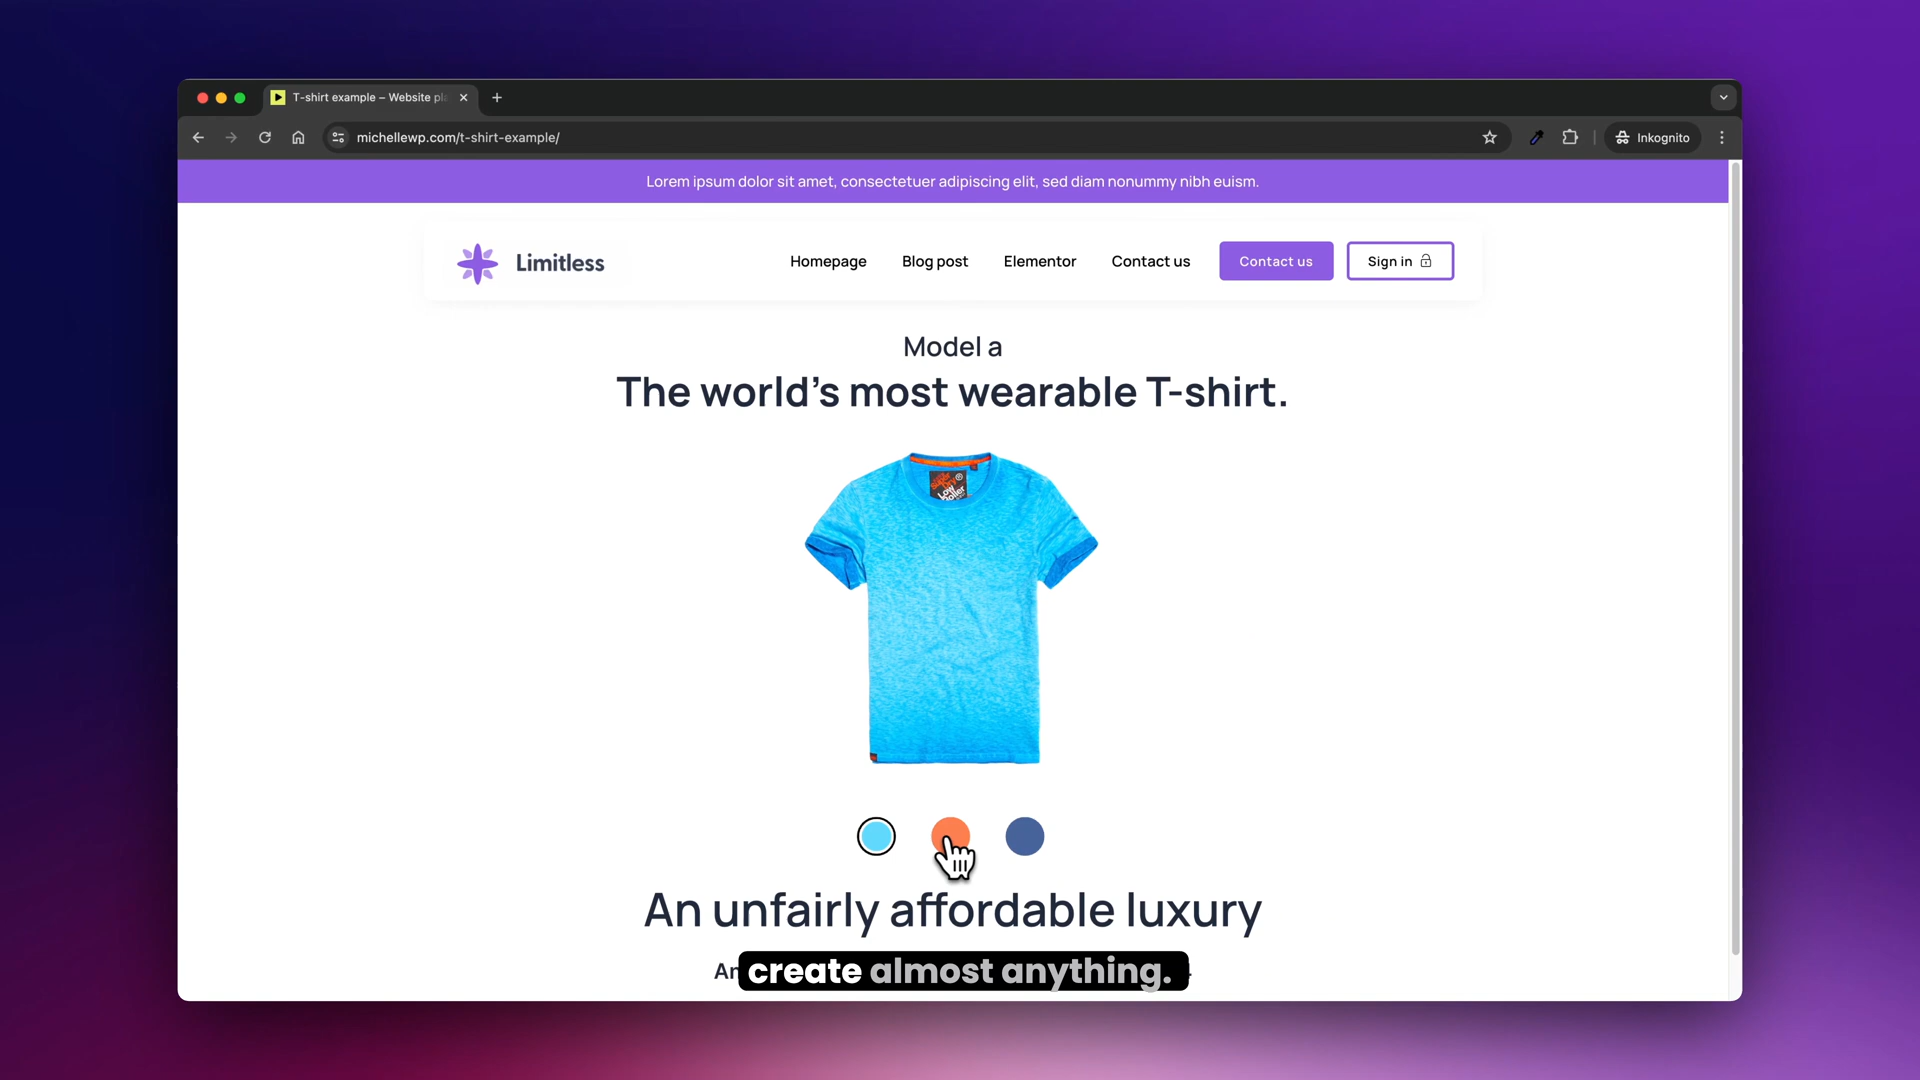 T-shirt example – Website pl
michellewp.com/t-shirt-example/
Inkognito
Lorem ipsum dolor sit amet, consectetuer adipiscing elit, sed diam nonummy nibh euism.
Limitless
Homepage
Blog post
Elementor
Contact us
Contact us
Sign in
Model a
The world's most wearable T-shirt.
Low
An unfairly affordable luxury
An
create almost anything.